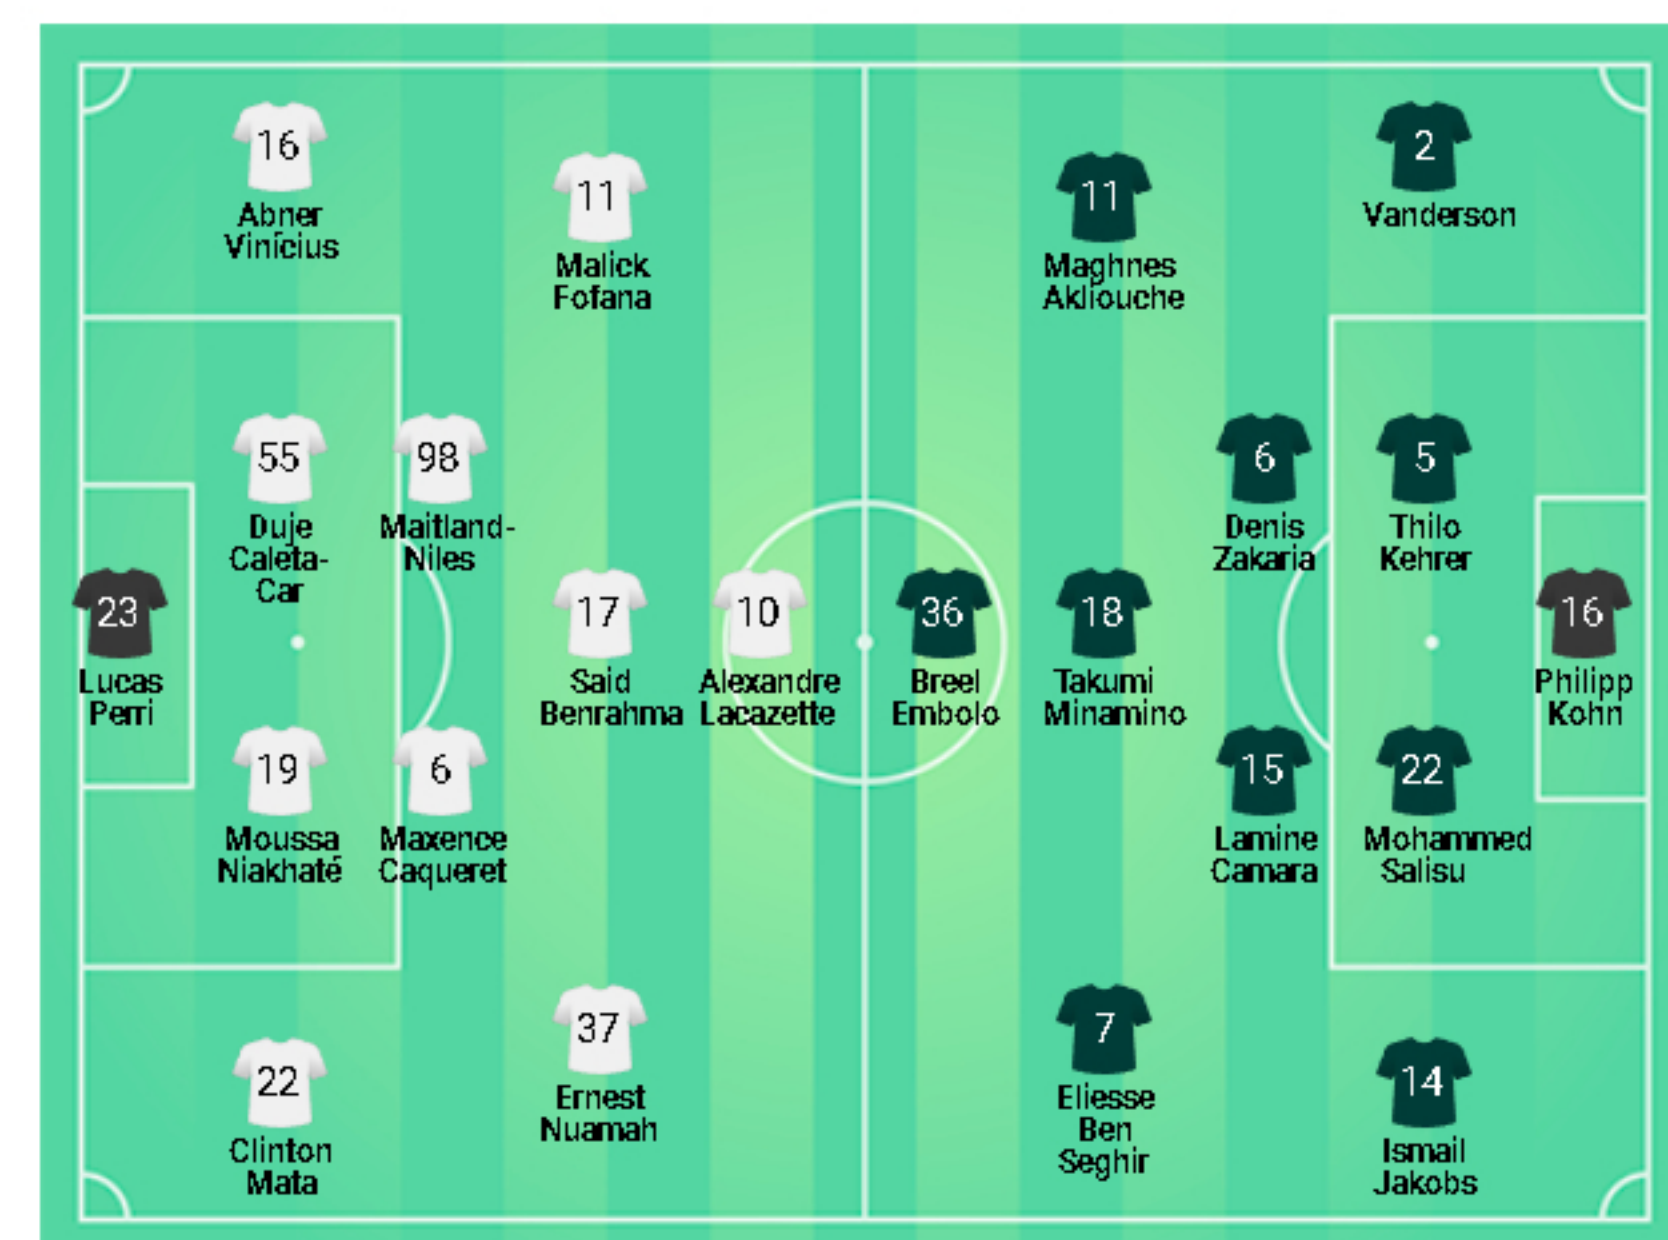 16
Abner
Vinícius
11
Malick
Fofana
11
Maghnes
Akliouche
2
Vanderson
55
Duje
Caleta-
Car
98
Maitland-
Niles
6
Denis
Zakaria
5
Thilo
Kehrer
23
Lucas
Perri
17
Said
Benrahma
10
Alexandre
Lacazette
36
Breel
Embolo
18
Takumi
Minamino
16
Philipp
Kohn
19
Moussa
Niakhaté
6
Maxence
Caqueret
15
Lamine
Camara
22
Mohammed
Salisu
37
Ernest
Nuamah
7
Eliesse
Ben
Seghir
22
Clinton
Mata
14
Ismail
Jakobs